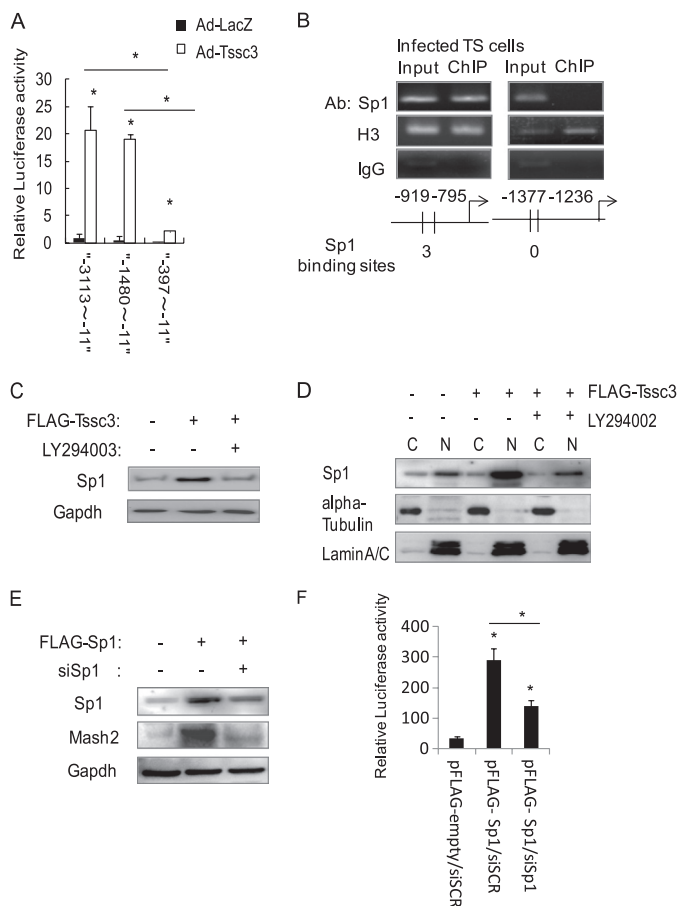 A
Ad-LacZ
Ad-Tssc3
Relative Luciferase activity
30
25
20
15
10
5
0
*
*
*
*
*
"-3113~-11"
"-1480~-11"
"-397~-11"
B
Infected TS cells
Input ChIP Input ChIP
Ab: Sp1
H3
IgG
-919 -795 -1377 -1236
Sp1 binding sites
3 0
C
FLAG-Tssc3: - + +
LY294003: - - +
Sp1
Gapdh
D
- - + + + + FLAG-Tssc3
+ + LY294002
C N C N C N
Sp1
alpha-
Tubulin
LaminA/C
E
FLAG-Sp1: - + +
siSp1 : - - +
Sp1
Mash2
Gapdh
F
Relative Luciferase activity
400
300
200
100
0
*
*
*
pFLAG-empty/siSCR
pFLAG- Sp1/siSCR
pFLAG- Sp1/siSp1